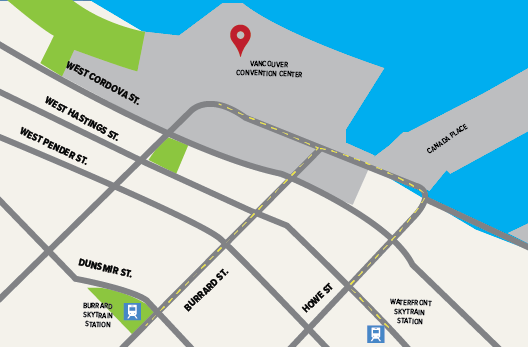 VANCOUVER
CONVENTION CENTER
WEST CORDOVA ST.
WEST HASTINGS ST.
WEST PENDER ST.
CANADA PLACE
DUNSMIR ST.
BURRARD ST.
HOWE ST
BURRARD
SKYTRAIN
STATION
WATERFRONT
SKYTRAIN
STATION